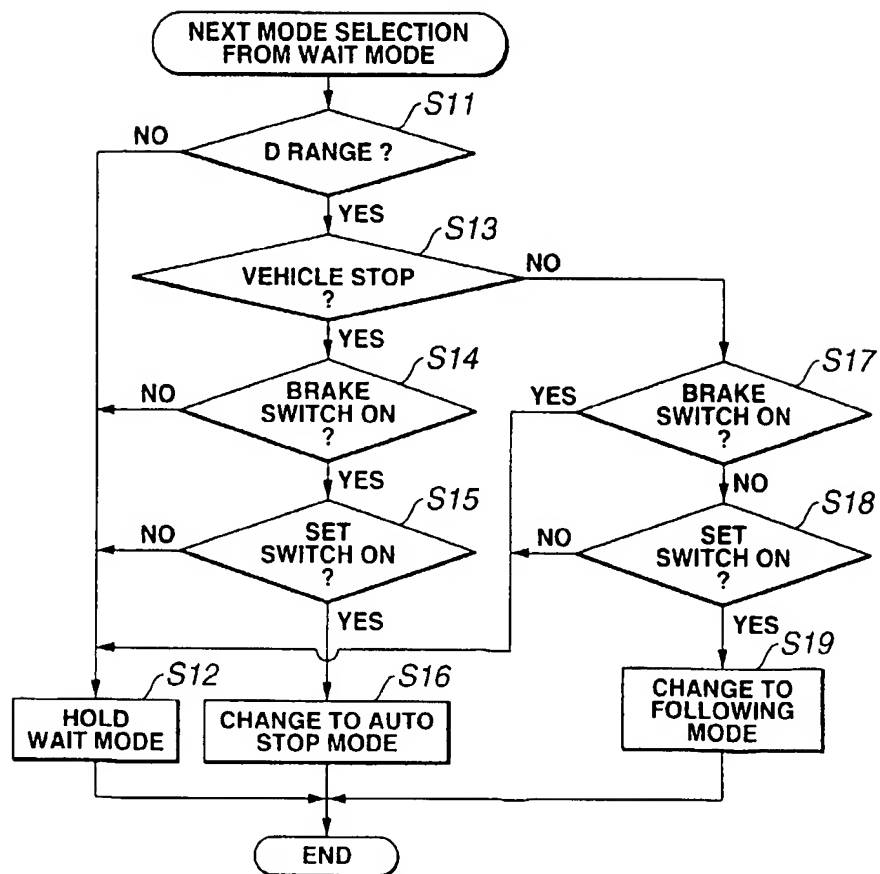 NEXT MODE SELECTION
FROM WAIT MODE
S11
NO
D RANGE ?
YES
S13
VEHICLE STOP
?
NO
YES
S14
NO
BRAKE
SWITCH ON
?
YES
S17
YES
BRAKE
SWITCH ON
?
NO
S15
NO
SET
SWITCH ON
?
YES
S18
NO
SET
SWITCH ON
?
YES
S12
HOLD
WAIT MODE
S16
CHANGE TO AUTO
STOP MODE
S19
CHANGE TO
FOLLOWING
MODE
END